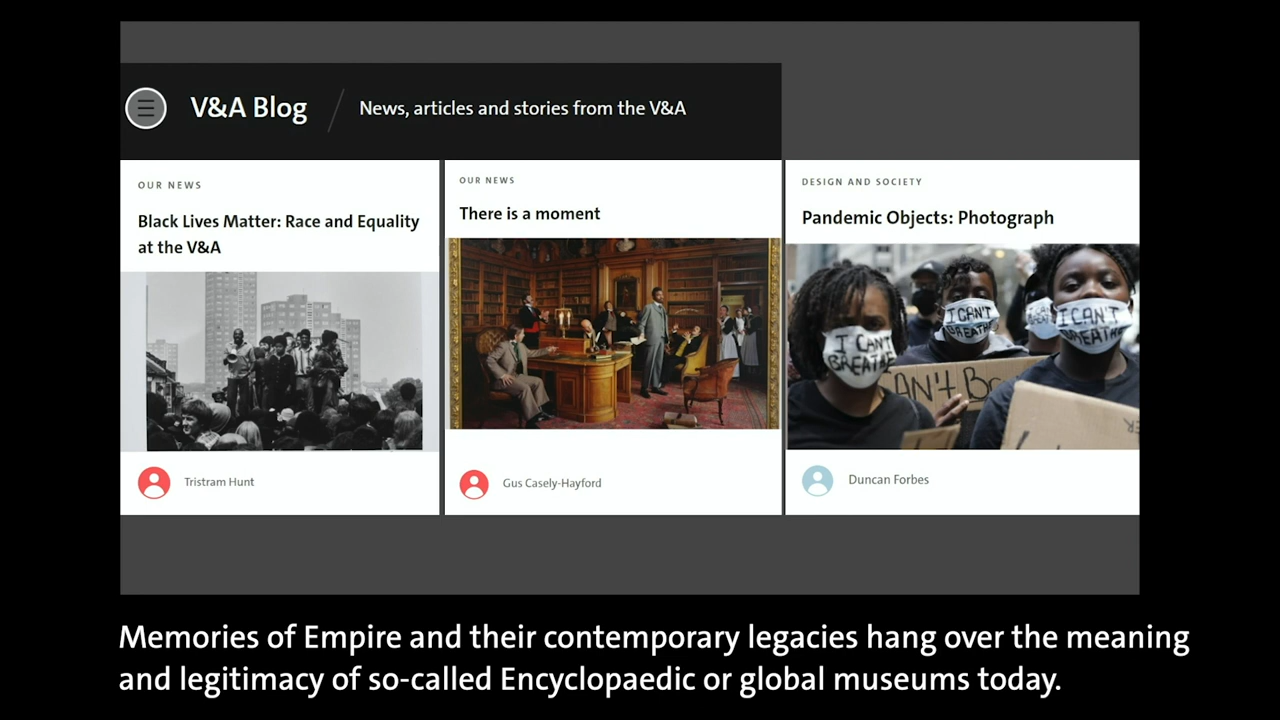 V&A Blog / News, articles and stories from the V&A
OUR NEWS
Black Lives Matter: Race and Equality
at the V&A
Tristram Hunt
OUR NEWS
There is a moment
Gus Casely-Hayford
DESIGN AND SOCIETY
Pandemic Objects: Photograph
I CAN'T
BREATHE
I CAN'T
BREATHE
I CAN'T
BREATHE
Duncan Forbes
Memories of Empire and their contemporary legacies hang over the meaning
and legitimacy of so-called Encyclopaedic or global museums today.